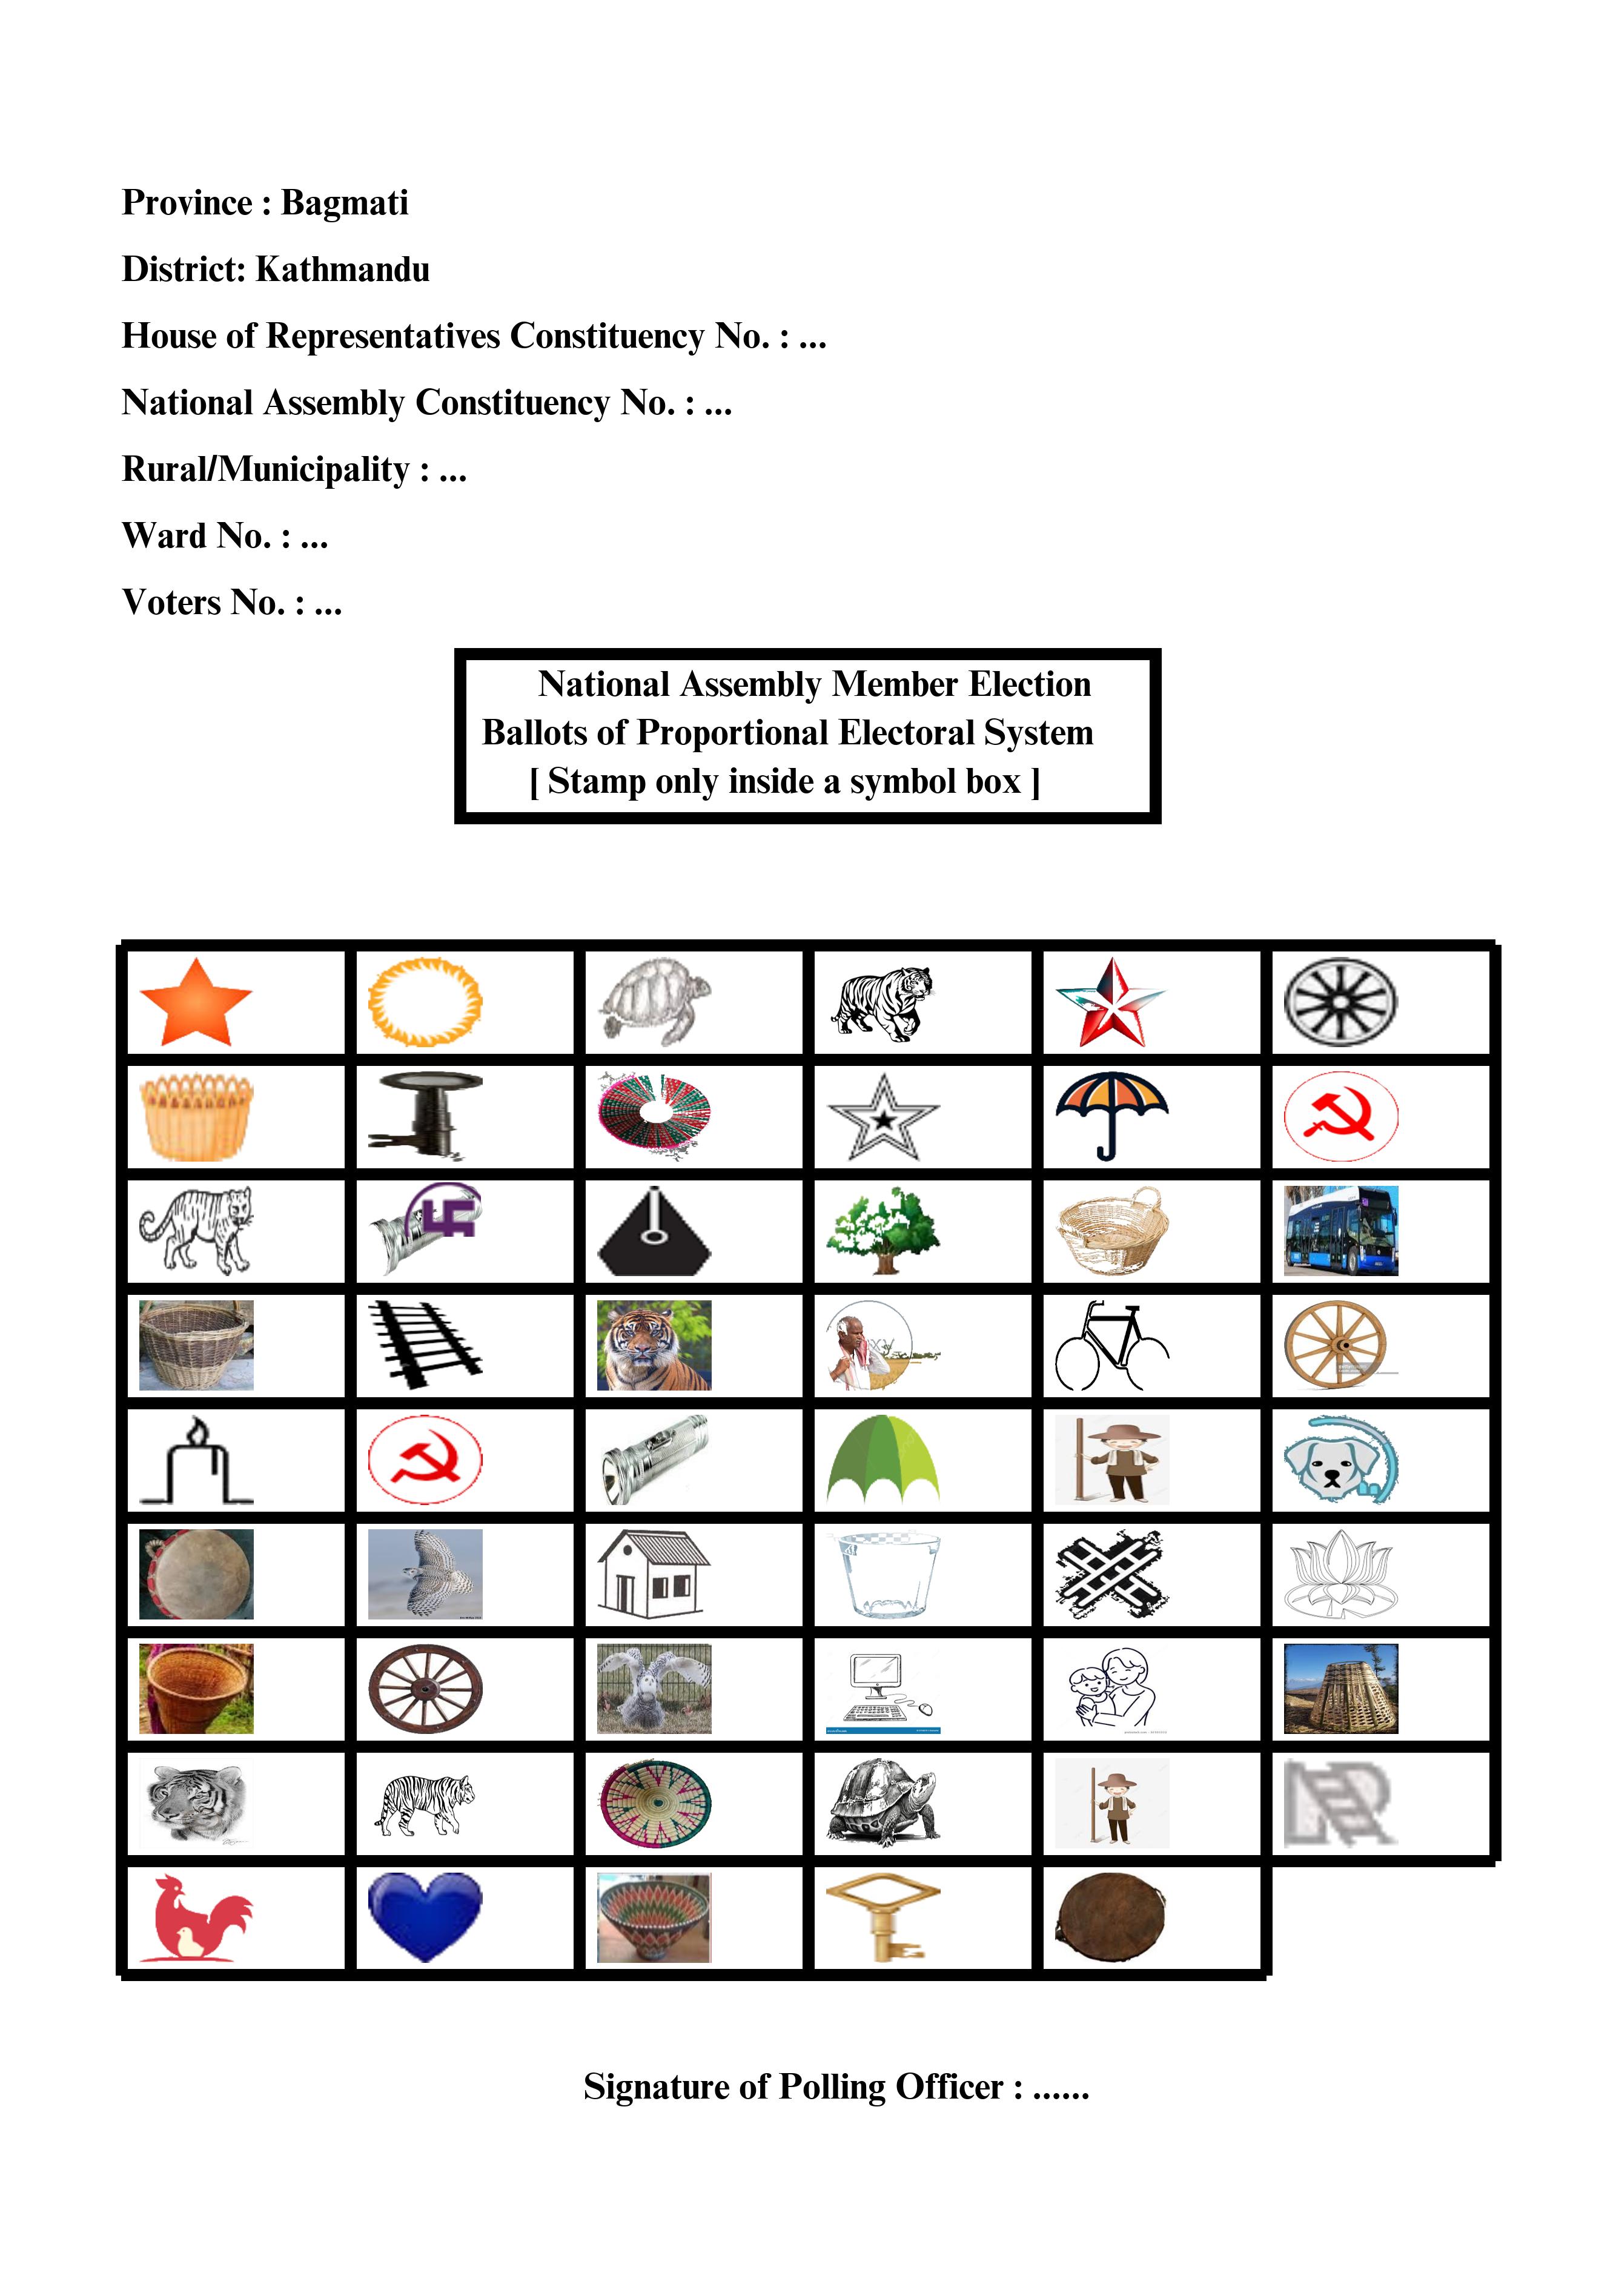 Province : Bagmati
District: Kathmandu
House of Representatives Constituency No. : ...
National Assembly Constituency No. : ...
Rural/Municipality : ...
Ward No. : ...
Voters No. : ...
National Assembly Member Election
Ballots of Proportional Electoral System
[ Stamp only inside a symbol box ]
Signature of Polling Officer : ......